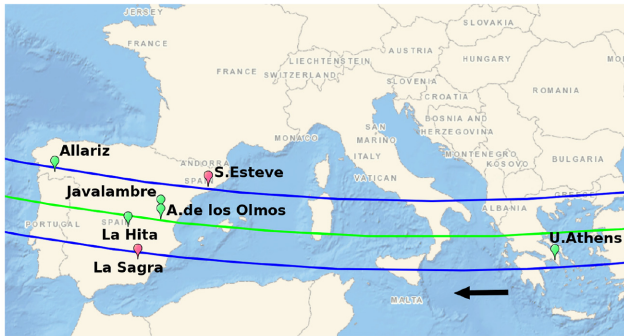 JERSEY
FRANCE
SLOVAKIA
LIECHTENSTEIN
AUSTRIA
FRANCE
SWITZERLAND
HUNGARY
SLOVENIA
CROATIA
ROMANIA
BOSNIA AND
HERZEGOVINA
MONACO
SAN
MARINO
ITALY
MONTENEGRO
KOSOVO
BULGARIA
Allariz
ANDORRA
SPAIN
S.Esteve
VATICAN
Javalambre
A.de los Olmos
ALBANIA
GREECE
PORTUGAL
SPAIN
La Hita
U.Athens
La Sagra
MALTA